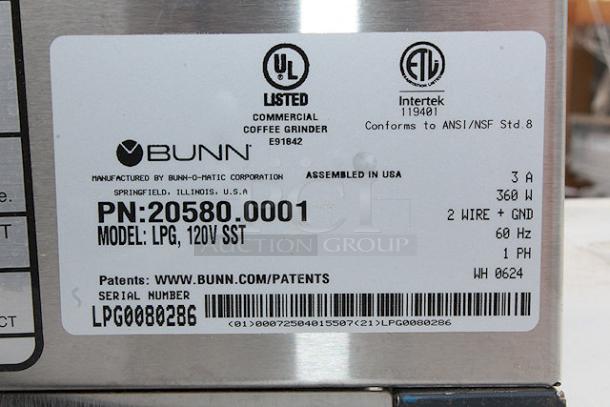 UL
LISTED
COMMERCIAL
COFFEE GRINDER
E91842
ETL
Intertek
119401
Conforms to ANSI/NSF Std.8
BUNN
MANUFACTURED BY BUNN-O-MATIC CORPORATION
SPRINGFIELD, ILLINOIS, U.S.A
ASSEMBLED IN USA
PN:20580.0001
MODEL: LPG, 120V SST
3 A
360 W
2 WIRE + GND
60 Hz
1 PH
WH 0624
AUCTION GROUP
Patents: WWW.BUNN.COM/PATENTS
SERIAL NUMBER
LPG0080286
(01)00072504015507(21)LPG0080286
e.
T
CT